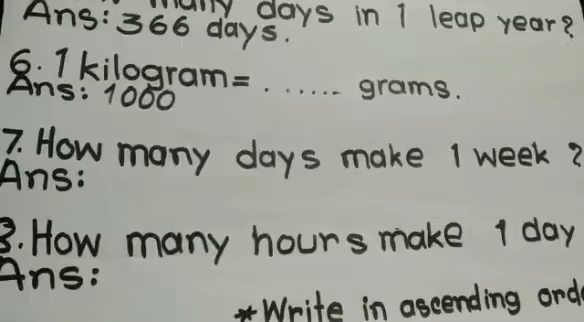 many days in 1 leap year?
Ans: 366 days.
6. 1 kilogram= ....... grams.
Ans: 1000
7. How many days make 1 week ?
Ans:
8. How many hours make 1 day
Ans:
*Write in ascending